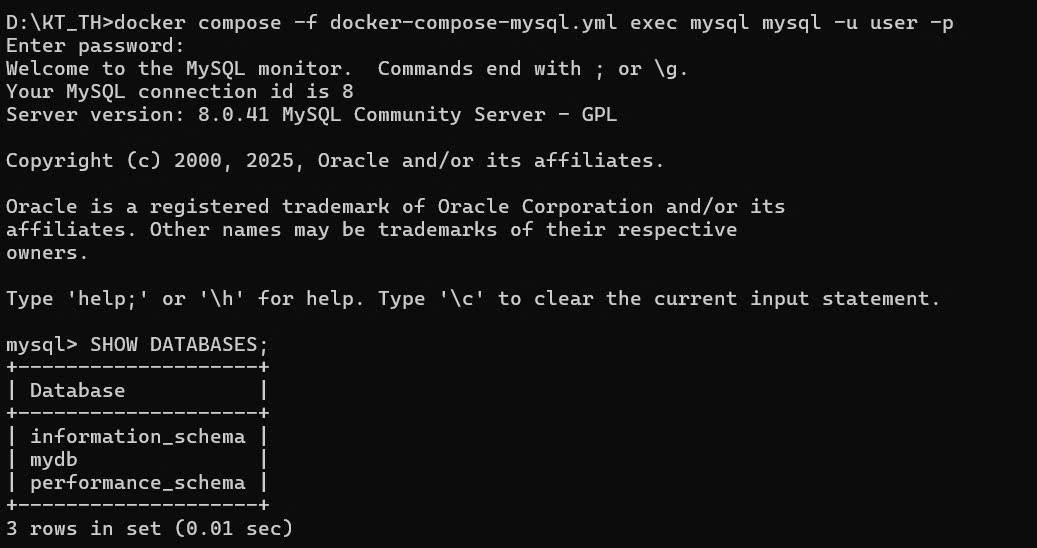 D:\KT_TH>docker compose -f docker-compose-mysql.yml exec mysql mysql -u user -p
Enter password:
Welcome to the MySQL monitor.  Commands end with ; or \g.
Your MySQL connection id is 8
Server version: 8.0.41 MySQL Community Server - GPL

Copyright (c) 2000, 2025, Oracle and/or its affiliates.

Oracle is a registered trademark of Oracle Corporation and/or its
affiliates. Other names may be trademarks of their respective
owners.

Type 'help;' or '\h' for help. Type '\c' to clear the current input statement.

mysql> SHOW DATABASES;
+--------------------+
| Database           |
+--------------------+
| information_schema |
| mydb               |
| performance_schema |
+--------------------+
3 rows in set (0.01 sec)